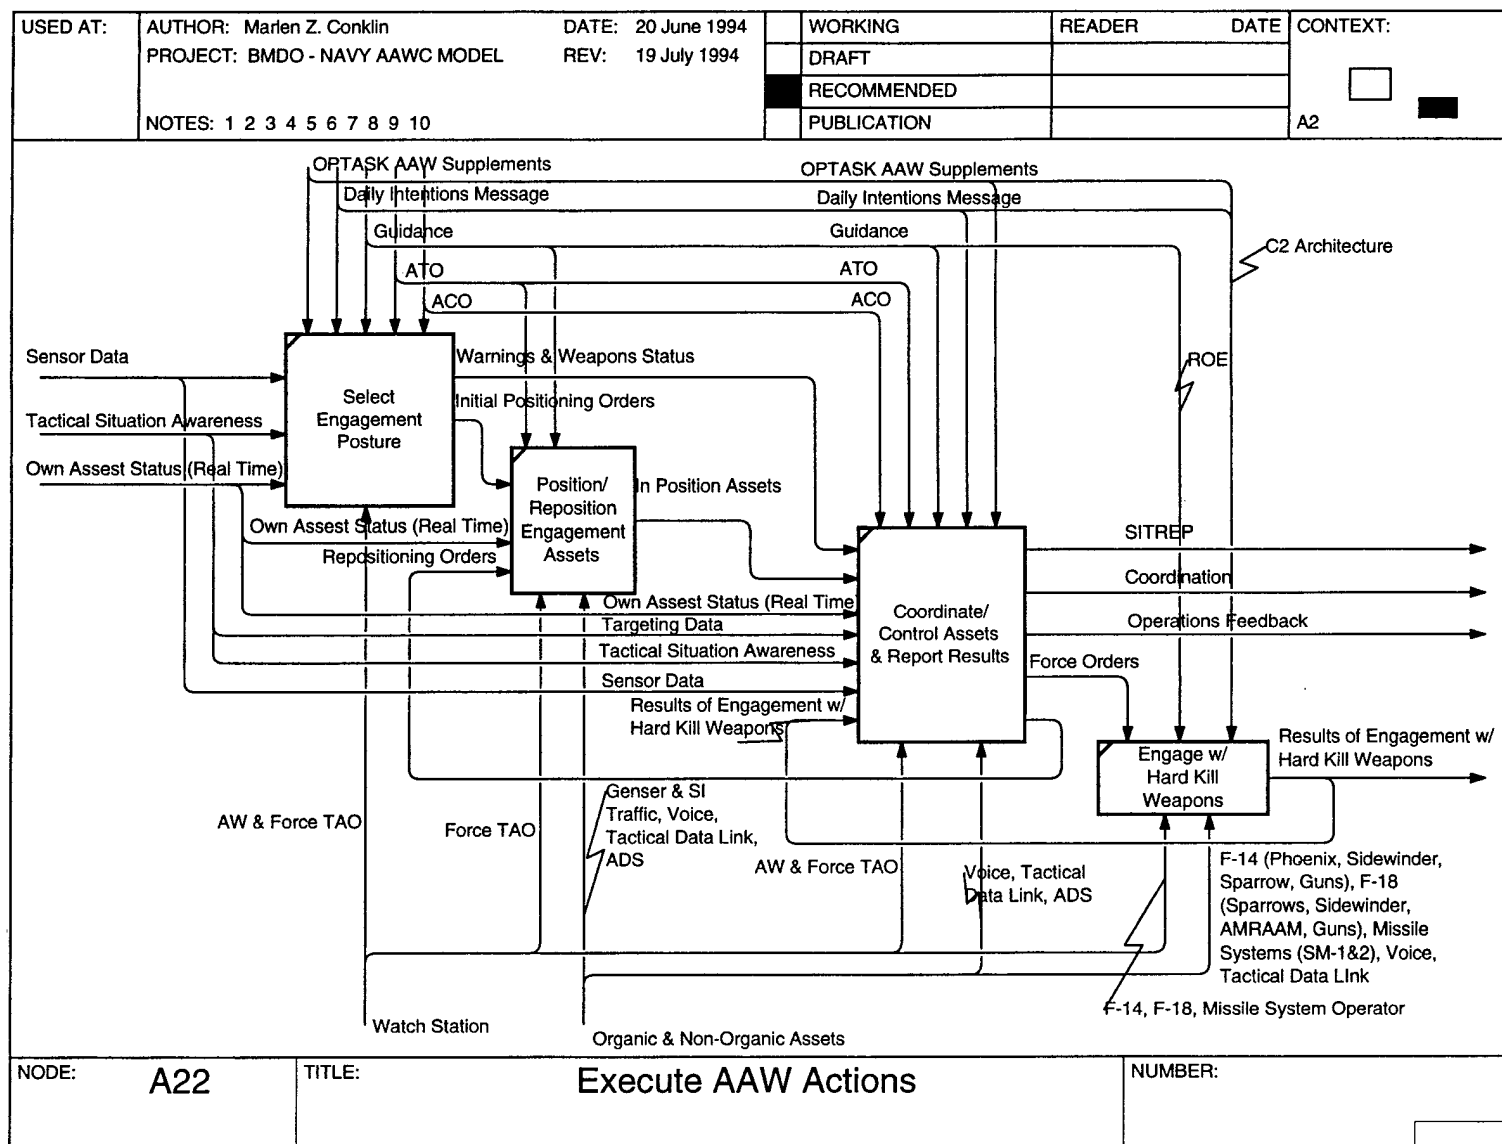 USED AT:
AUTHOR: Marlen Z. Conklin
DATE: 20 June 1994
PROJECT: BMDO - NAVY AAWC MODEL
REV: 19 July 1994
NOTES: 1 2 3 4 5 6 7 8 9 10
WORKING
DRAFT
RECOMMENDED
PUBLICATION
READER
DATE
CONTEXT:
A2
OPTASK AAW Supplements
OPTASK AAW Supplements
Daily Intentions Message
Daily Intentions Message
Guidance
Guidance
C2 Architecture
ATO
ATO
ACO
ACO
Sensor Data
Warnings & Weapons Status
ROE
Select
Engagement
Posture
Initial Positioning Orders
Tactical Situation Awareness
Own Assest Status (Real Time)
Position/
Reposition
Engagement
Assets
In Position Assets
Own Assest Status (Real Time)
Repositioning Orders
SITREP
Coordination
Operations Feedback
Own Assest Status (Real Time
Targeting Data
Tactical Situation Awareness
Sensor Data
Coordinate/
Control Assets
& Report Results
Force Orders
Results of Engagement w/
Hard Kill Weapons
Engage w/
Hard Kill
Weapons
Results of Engagement w/
Hard Kill Weapons
Genser & SI
Traffic, Voice,
Tactical Data Link,
ADS
AW & Force TAO
Force TAO
AW & Force TAO
Voice, Tactical
Data Link, ADS
F-14 (Phoenix, Sidewinder,
Sparrow, Guns), F-18
(Sparrows, Sidewinder,
AMRAAM, Guns), Missile
Systems (SM-1&2), Voice,
Tactical Data LInk
F-14, F-18, Missile System Operator
Watch Station
Organic & Non-Organic Assets
NODE:
A22
TITLE:
Execute AAW Actions
NUMBER: